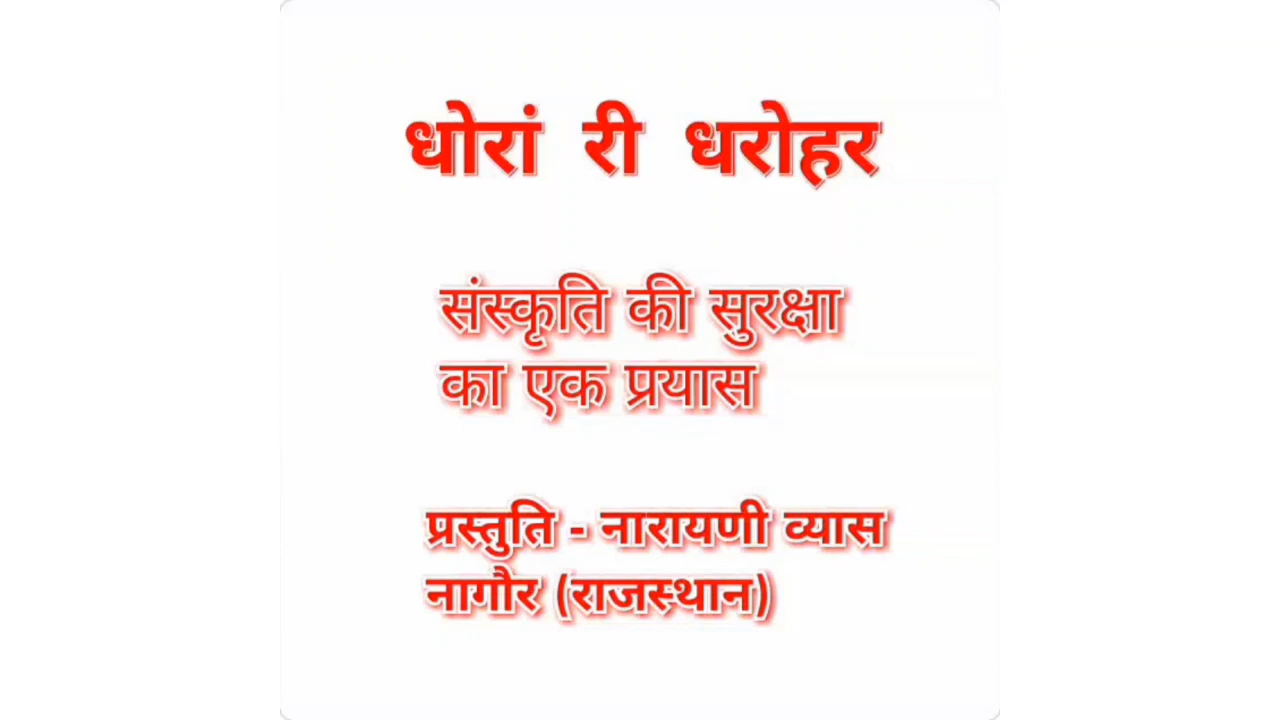 धोरां री धरोहर
संस्कृति की सुरक्षा
का एक प्रयास
प्रस्तुति - नारायणी व्यास
नागौर (राजस्थान)